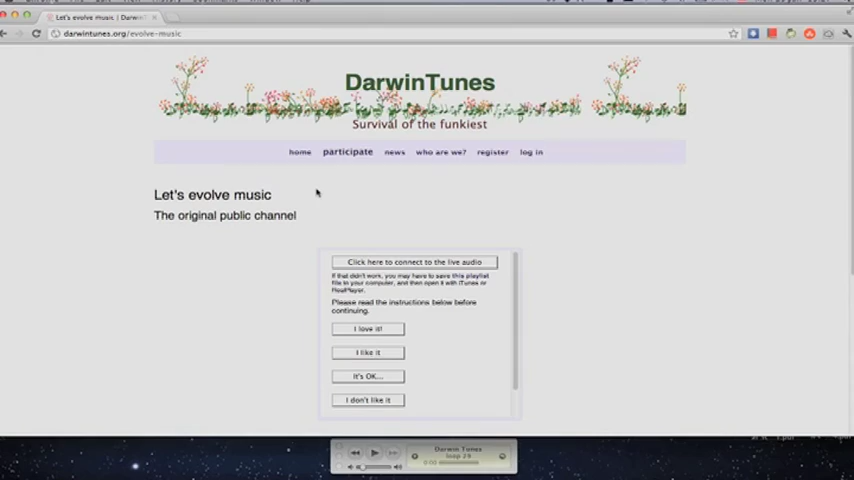 Let's evolve music | Darwin
darwintunes.org/evolve-music
DarwinTunes
Survival of the funkiest
home participate news who are we? register log in
Let's evolve music
The original public channel
Click here to connect to the live audio
If that didn't work, you may have to save this playlist
file to your computer, and then open it with iTunes or
RealPlayer.
Please read the instructions below before
continuing.
I love it!
I like it
It's OK...
I don't like it
Darwin Tunes
loop 29
0:00